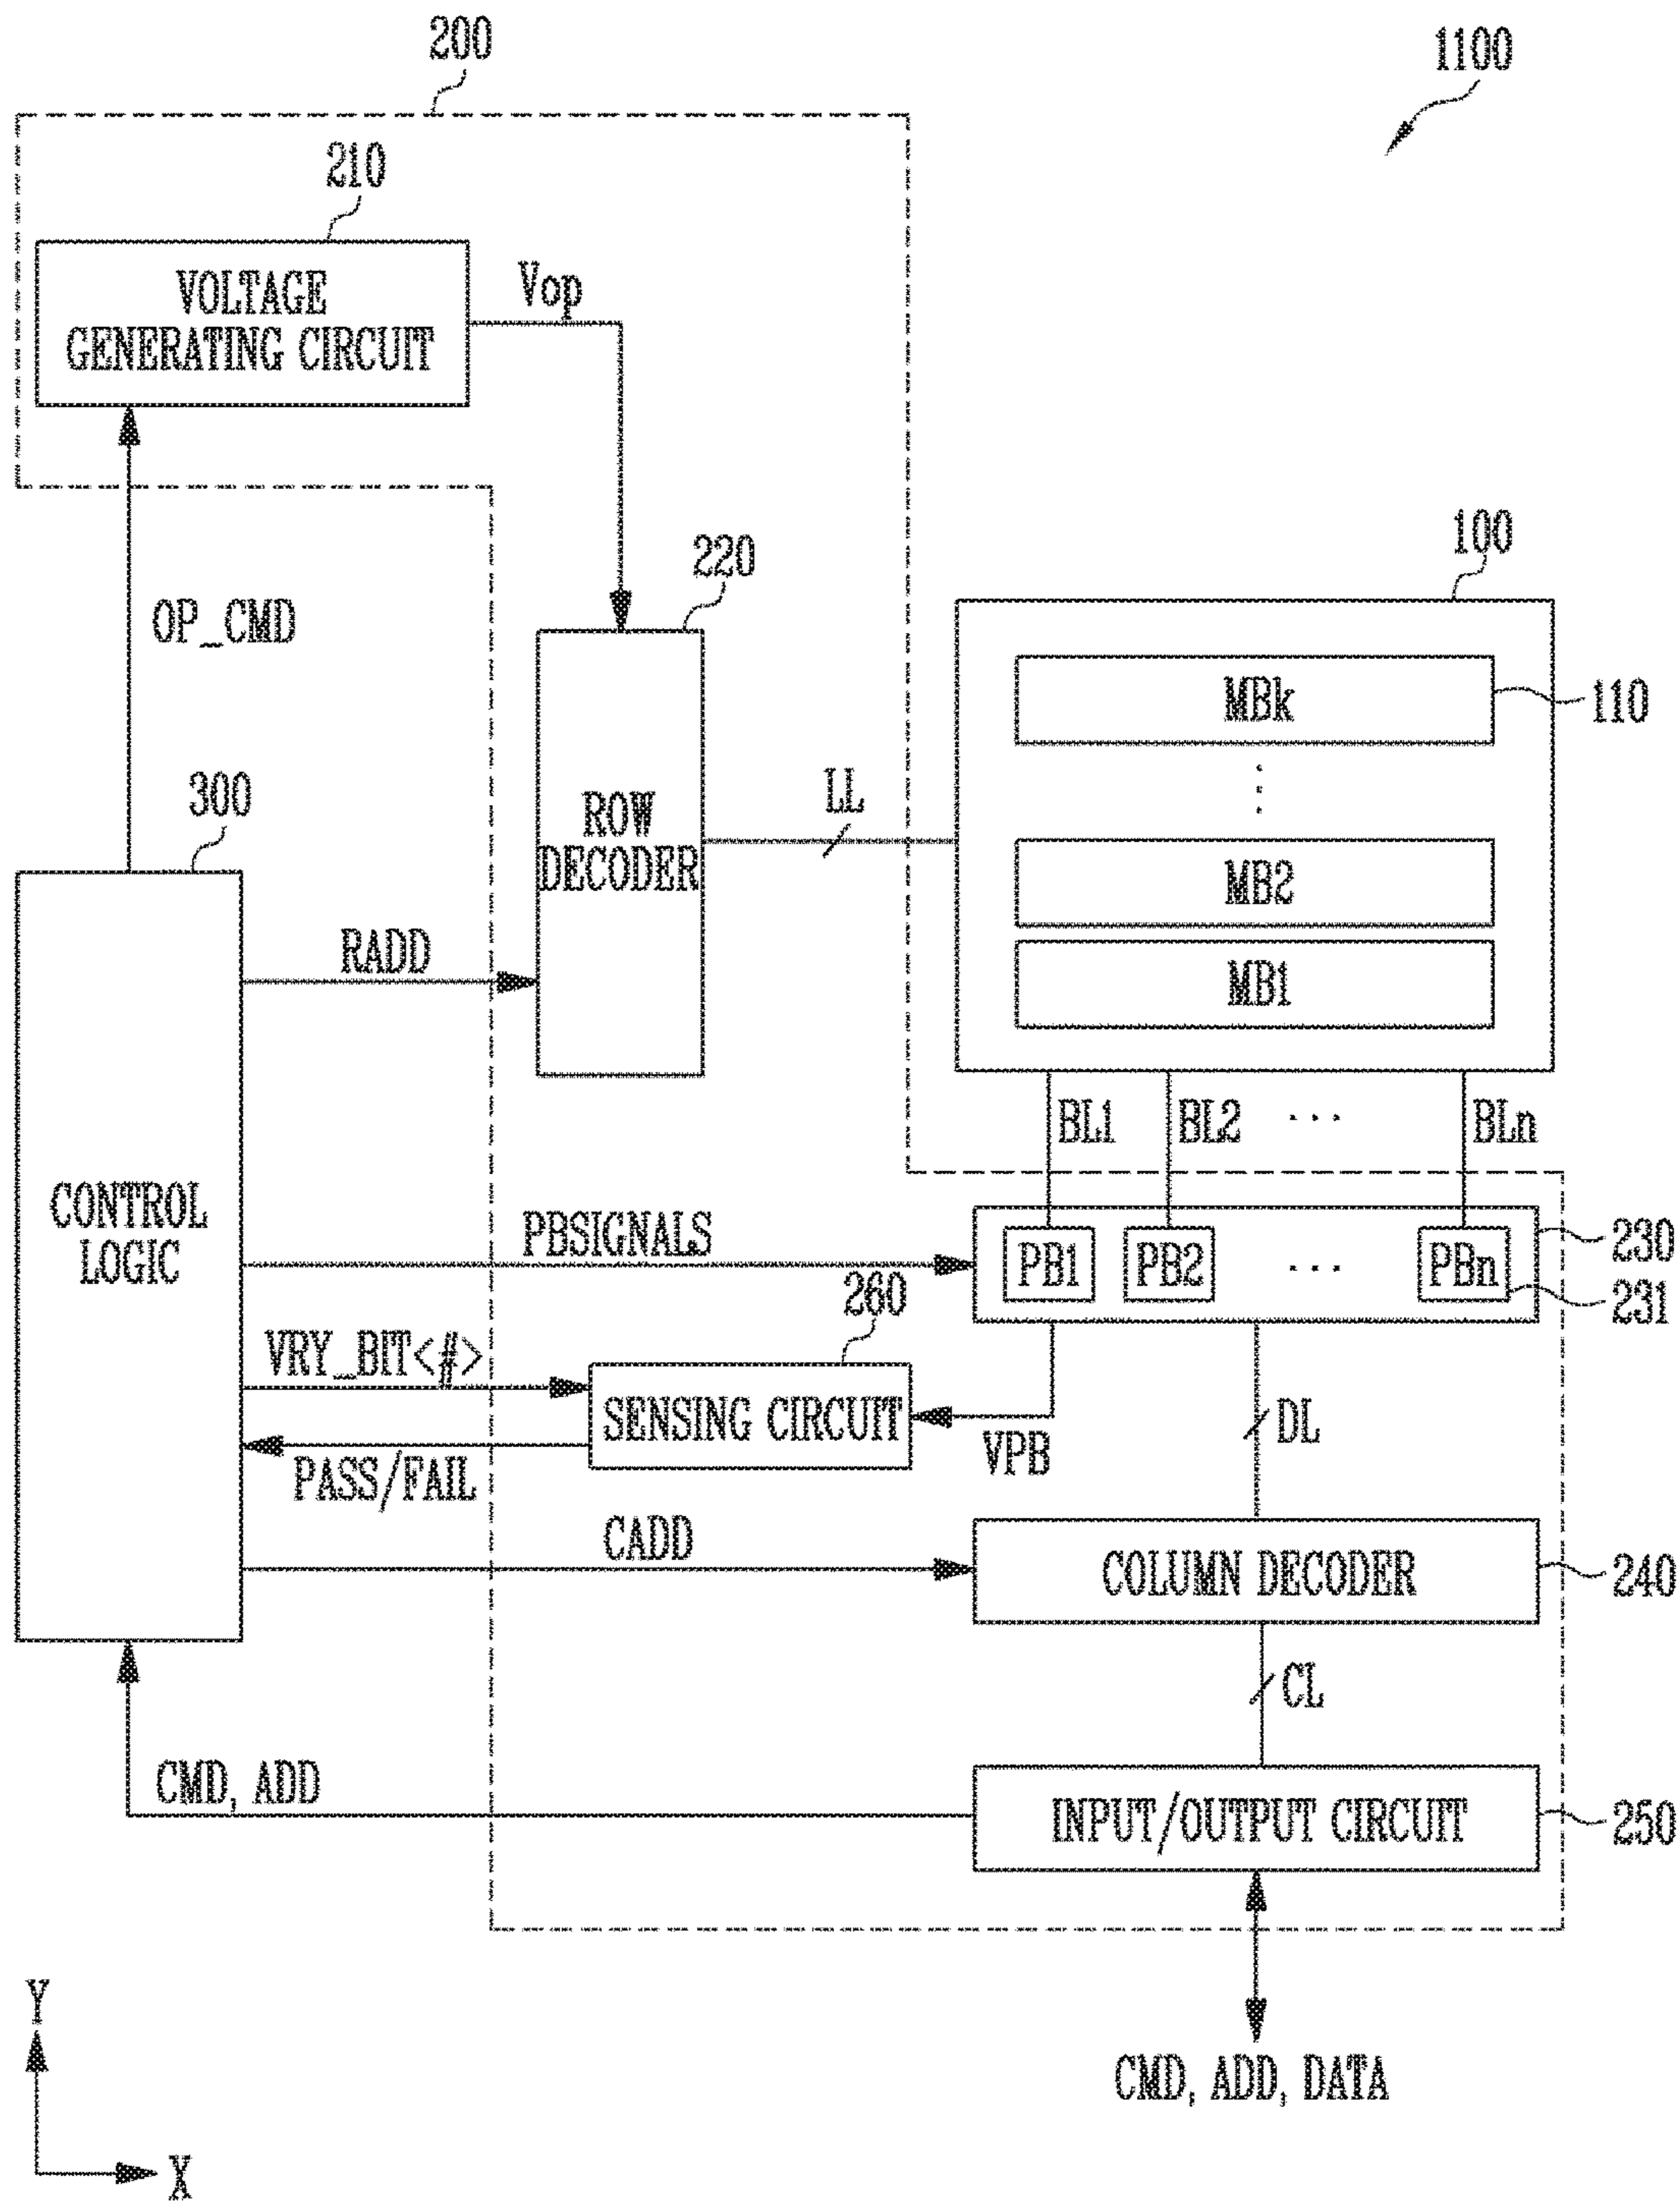 200
1100
210
VOLTAGE
GENERATING CIRCUIT
Vop
100
220
OP_CMD
MBk
110
300
LL
ROW
DECODER
MB2
RADD
MB1
BL1
BL2
...
BLn
CONTROL
LOGIC
PBSIGNALS
PB1
PB2
...
PBn
230
231
260
VRY_BIT<#>
SENSING CIRCUIT
DL
VPB
PASS/FAIL
CADD
COLUMN DECODER
240
CL
CMD, ADD
INPUT/OUTPUT CIRCUIT
250
Y
CMD, ADD, DATA
X